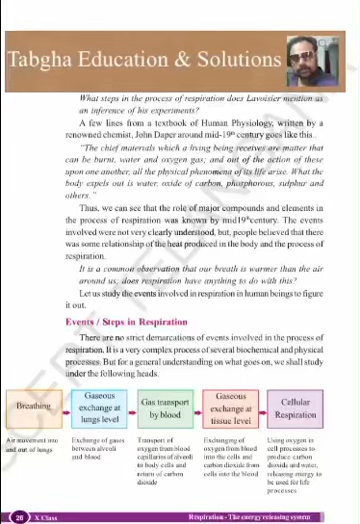 Tabgha Education & Solutions
What steps in the process of respiration does Lavoisier mention as
an inference of his experiments?
A few lines from a textbook of Human Physiology, written by a
renowned chemist, John Daper around mid-19th century goes like this.
"The chief materials which a living being receives are matter that
can be burnt, water and oxygen gas; and out of the action of these
upon one another, all the physical phenomena of its life arise. What the
body expels out is water, oxide of carbon, phosphorous, sulphur and
others."
Thus, we can see that the role of major compounds and elements in
the process of respiration was known by mid19th century. The events
involved were not very clearly understood, but, people believed that there
was some relationship of the heat produced in the body and the process of
respiration.
It is a common observation that our breath is warmer than the air
around us; does respiration have anything to do with this?
Let us study the events involved in respiration in human beings to figure
it out.
Events / Steps in Respiration
There are no strict demarcations of events involved in the process of
respiration. It is a very complex process of several biochemical and physical
processes. But for a general understanding on what goes on, we shall study
under the following heads.
Breathing
Gaseous
exchange at
lungs level
Gas transport
by blood
Gaseous
exchange at
tissue level
Cellular
Respiration
Air movement into
and out of lungs
Exchange of gases
between alveoli
and blood
Transport of
oxygen from blood
capillaries of alveoli
to body cells and
return of carbon
dioxide
Exchanging of
oxygen from blood
into the cells and
carbon dioxide from
cells into the blood
Using oxygen in
cell processes to
produce carbon
dioxide and water,
releasing energy to
be used for life
processes
26 X Class
Respiration - The energy releasing system